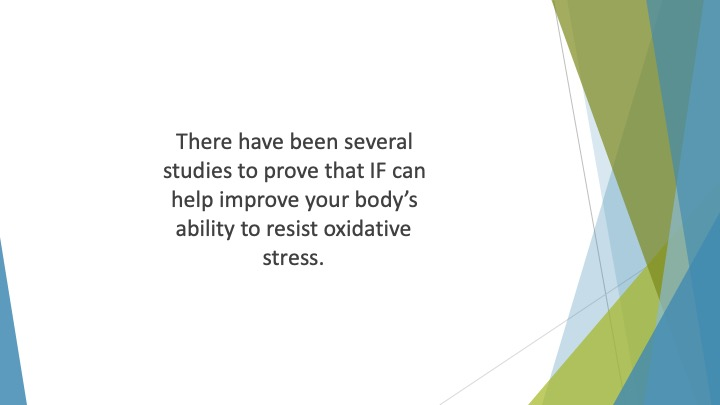 There have been several
studies to prove that IF can
help improve your body’s
ability to resist oxidative
stress.